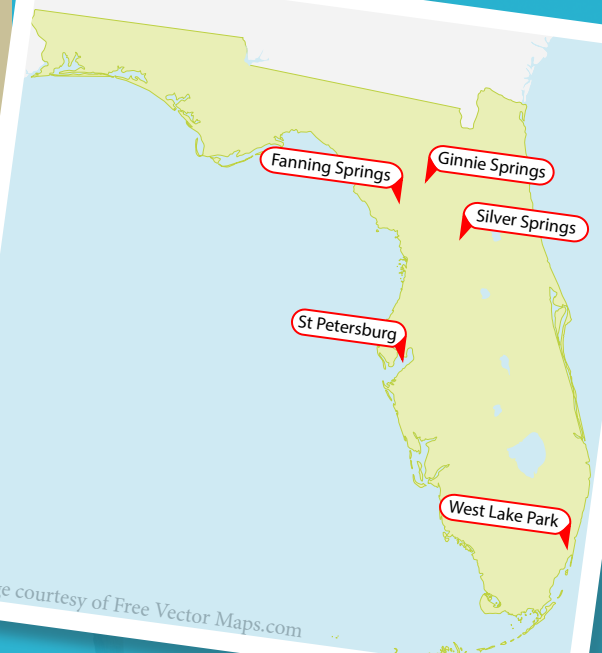 Fanning Springs
Ginnie Springs
Silver Springs
St Petersburg
West Lake Park
courtesy of Free Vector Maps.com